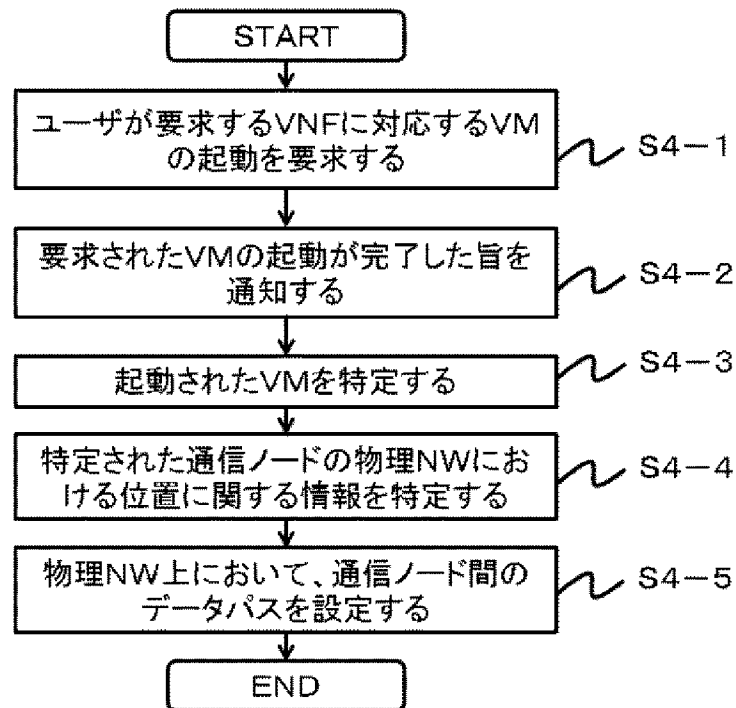 START
ユーザが要求するVNFに対応するVM
の起動を要求する
S4-1
要求されたVMの起動が完了した旨を
通知する
S4-2
起動されたVMを特定する
S4-3
特定された通信ノードの物理NWにお
ける位置に関する情報を特定する
S4-4
物理NW上において、通信ノード間の
データパスを設定する
S4-5
END